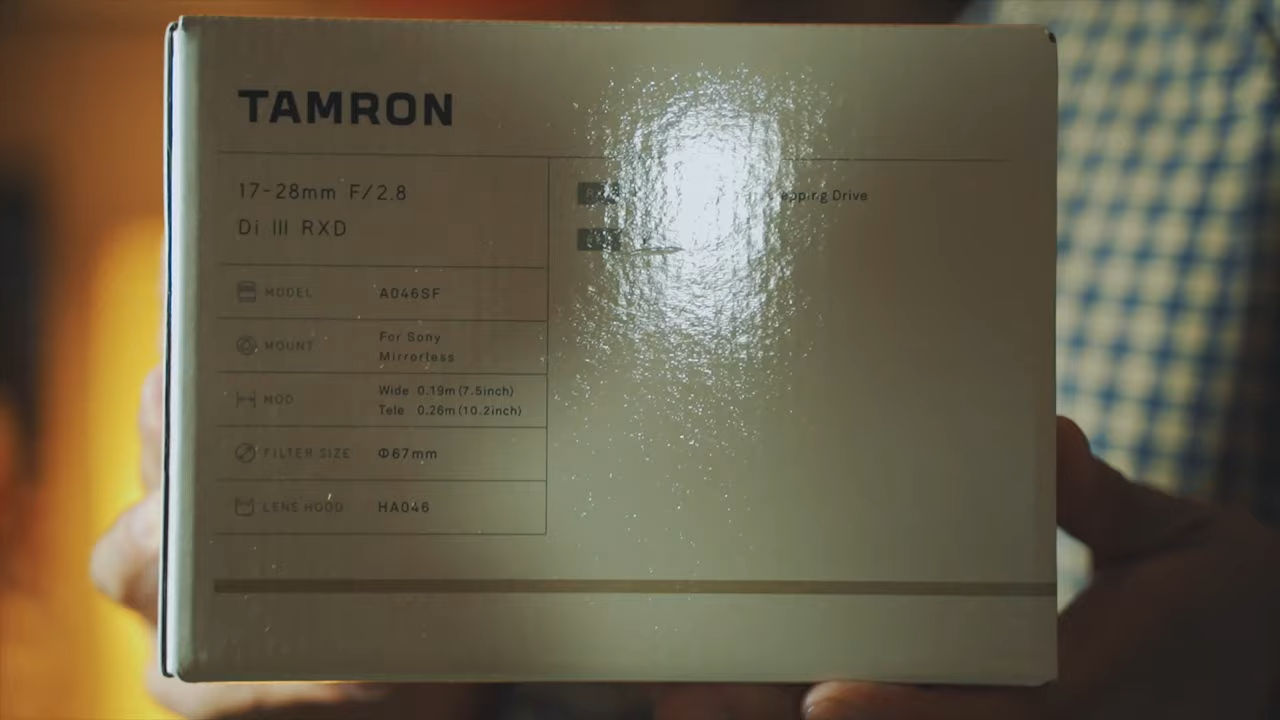 TAMRON
17-28mm F/2.8
Di III RXD
MODEL A046SF
MOUNT For Sony
Mirrorless
MOD Wide 0.19m (7.5inch)
Tele 0.26m (10.2inch)
FILTER SIZE Φ67mm
LENS HOOD HA046
Drive